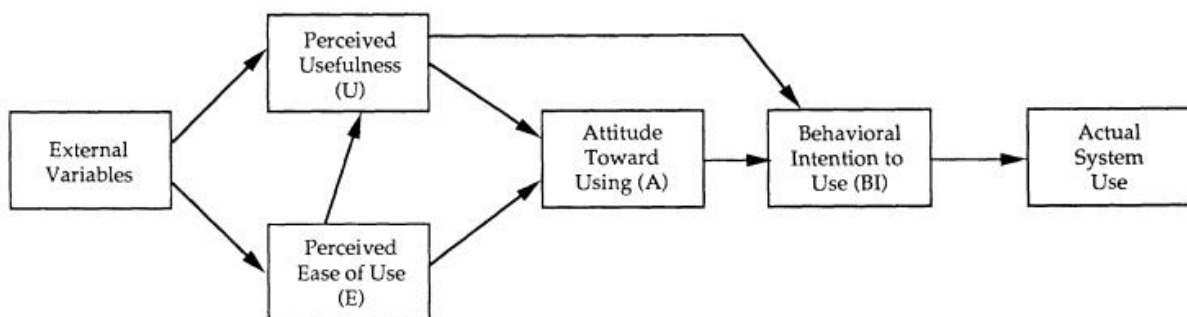 External
Variables
Perceived
Usefulness
(U)
Perceived
Ease of Use
(E)
Attitude
Toward
Using (A)
Behavioral
Intention to
Use (BI)
Actual
System
Use